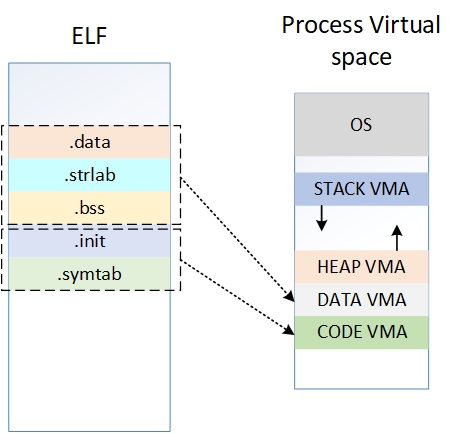 ELF
.data
.strlab
.bss
.init
.symtab
Process Virtual
space
OS
STACK VMA
HEAP VMA
DATA VMA
CODE VMA